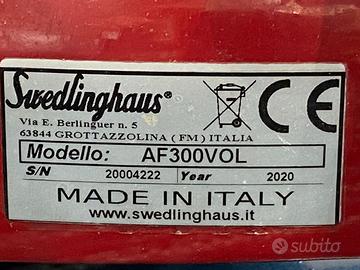 Swedlinghaus®
Via E. Berlinguer n. 5
63844 GROTTAZZOLINA ( FM ) ITALIA
CE
Modello: AF300VOL
S/N 20004222 Year 2020
MADE IN ITALY
www.swedlinghaus.it
subito